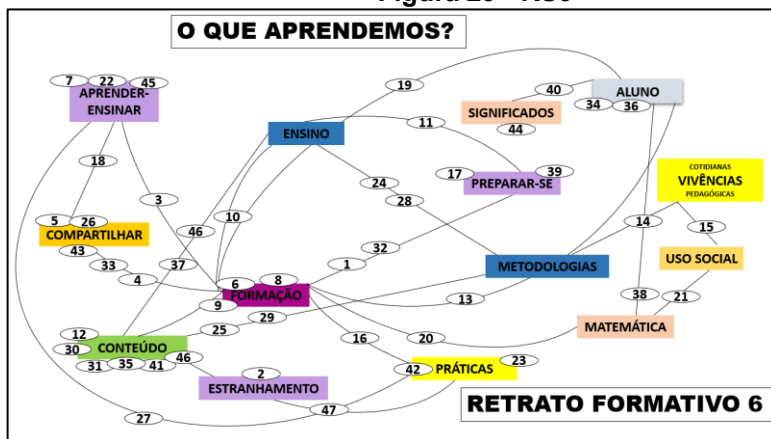 O QUE APRENDEMOS?
7 22 45
APRENDER-
ENSINAR
19
40
ALUNO
34 36
SIGNIFICADOS
44
11
ENSINO
18
17 39
PREPARAR-SE
COTIDIANAS
VIVÊNCIAS
PEDAGÓGICAS
24
3
28
5 26
COMPARTILHAR
10
14
15
46
43
33
4
37
32
1
METODOLOGIAS
USO SOCIAL
6 8
FORMAÇÃO
9
13
38
21
29
25
MATEMÁTICA
12
30
CONTEÚDO
31 35 41 46
16
20
2
ESTRANHAMENTO
42
PRÁTICAS
23
27
47
RETRATO FORMATIVO 6